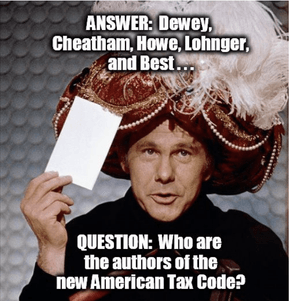 ANSWER:  Dewey,
Cheatham, Howe, Lohnger,
and Best . . .
QUESTION:  Who are
the authors of the
new American Tax Code?